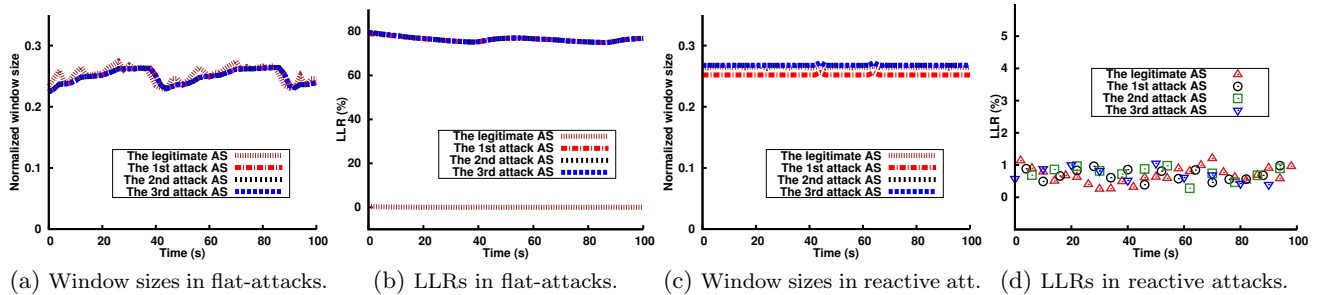 Normalized window size
0.3
0.2
0.1
0
The legitimate AS
The 1st attack AS
The 2nd attack AS
The 3rd attack AS
0 20 40 60 80 100
Time (s)
(a) Window sizes in flat-attacks.
LLR (%)
80
60
40
20
0
The legitimate AS
The 1st attack AS
The 2nd attack AS
The 3rd attack AS
0 20 40 60 80 100
Time (s)
(b) LLRs in flat-attacks.
Normalized window size
0.3
0.2
0.1
0
The legitimate AS
The 1st attack AS
The 2nd attack AS
The 3rd attack AS
0 20 40 60 80 100
Time (s)
(c) Window sizes in reactive att.
LLR (%)
5
4
3
2
1
0
The legitimate AS
The 1st attack AS
The 2nd attack AS
The 3rd attack AS
0 20 40 60 80 100
Time (s)
(d) LLRs in reactive attacks.